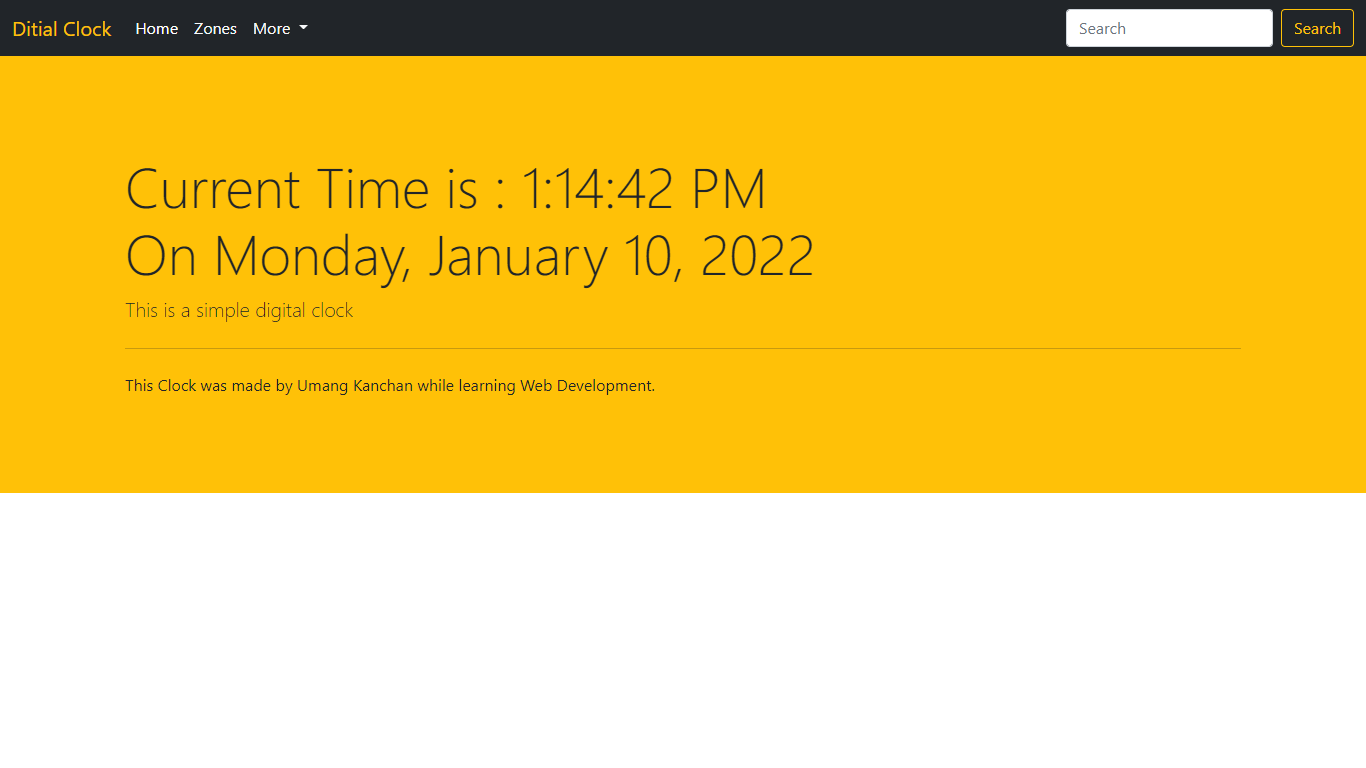 Ditial Clock Home Zones More Search Search
Current Time is : 1:14:42 PM
On Monday, January 10, 2022
This is a simple digital clock
This Clock was made by Umang Kanchan while learning Web Development.